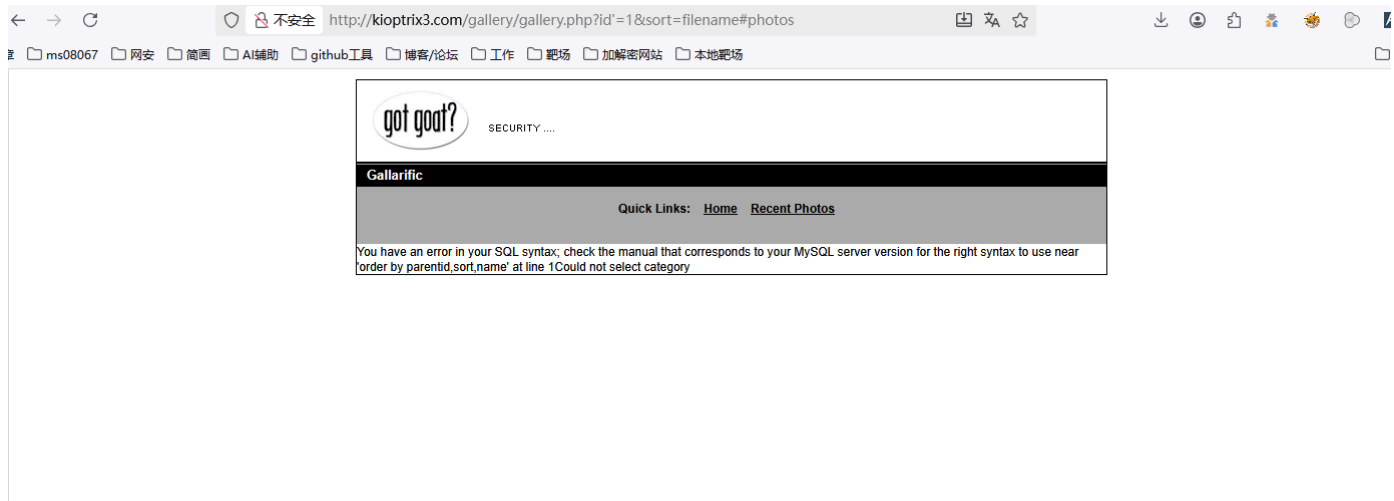 不安全 http://kioptrix3.com/gallery/gallery.php?id'=1&sort=filename#photos
ms08067 网安 简画 AI辅助 github工具 博客/论坛 工作 靶场 加解密网站 本地靶场
got goat?
SECURITY ....
Gallarific
Quick Links: Home Recent Photos
You have an error in your SQL syntax; check the manual that corresponds to your MySQL server version for the right syntax to use near
'order by parentid,sort,name' at line 1Could not select category